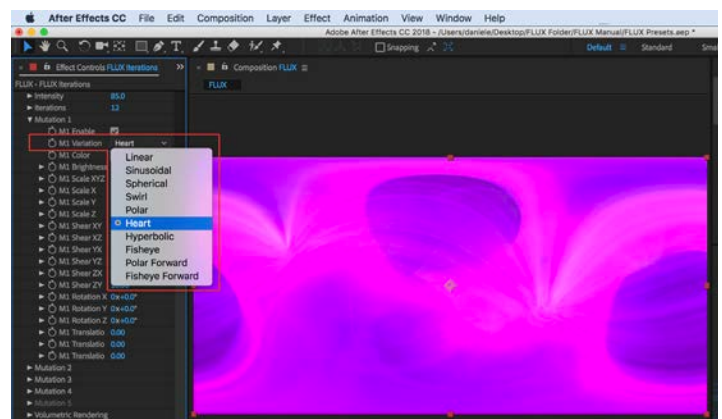 After Effects CC File Edit Composition Layer Effect Animation View Window Help
Adobe After Effects CC 2018 - /Users/daniele/Desktop/FLUX Folder/FLUX Manual/FLUX Presets.aep *
Snapping Default Standard Smal
Effect Controls FLUX Iterations
Composition FLUX
FLUX • FLUX Iterations
FLUX
Intensity 85.0
Iterations 12
Mutation 1
M1 Enable
M1 Variation Heart
M1 Color
M1 Brightness
M1 Scale XYZ
M1 Scale X
M1 Scale Y
M1 Scale Z
M1 Shear XY
M1 Shear XZ
M1 Shear YX
M1 Shear YZ
M1 Shear ZX
M1 Shear ZY
M1 Rotation X 0x+0.0°
M1 Rotation Y 0x+0.0°
M1 Rotation Z 0x+0.0°
M1 Translatio 0.00
M1 Translatio 0.00
M1 Translatio 0.00
Mutation 2
Mutation 3
Mutation 4
Mutation 5
Volumetric Rendering
Linear
Sinusoidal
Spherical
Swirl
Polar
Heart
Hyperbolic
Fisheye
Polar Forward
Fisheye Forward